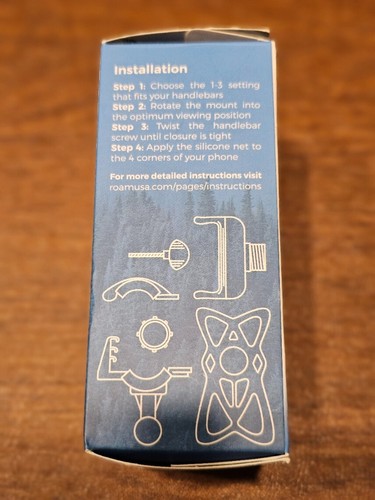 Installation
Step 1: Choose the 1-3 setting
that fits your handlebars
Step 2: Rotate the mount into
the optimum viewing position
Step 3: Twist the handlebar
screw until closure is tight
Step 4: Apply the silicone net to
the 4 corners of your phone
For more detailed instructions visit
roamusa.com/pages/instructions